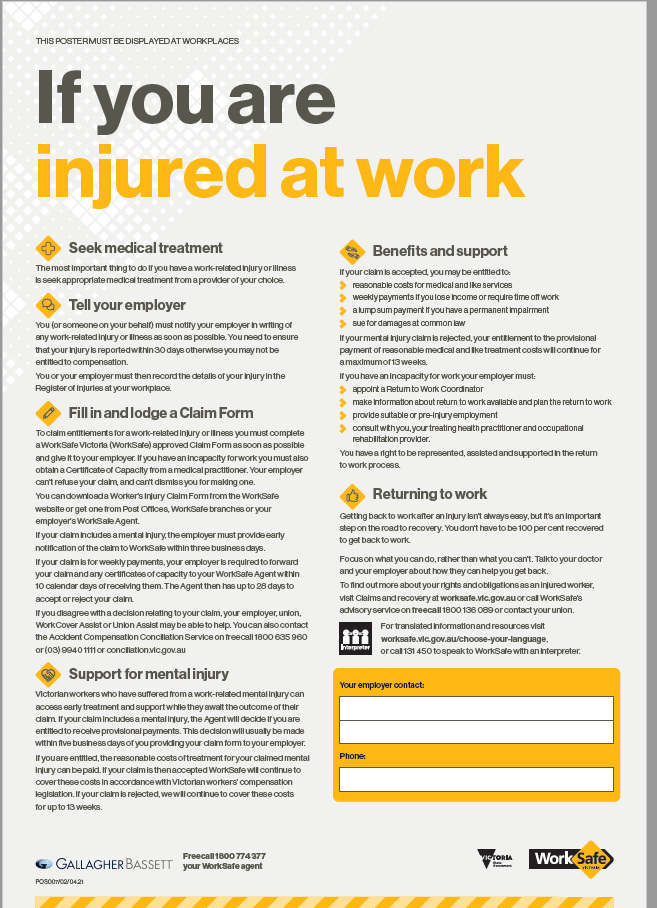 THIS POSTER MUST BE DISPLAYED AT WORKPLACES
If you are
injured at work
Seek medical treatment
The most important thing to do if you have a work-related injury or illness
is seek appropriate medical treatment from a provider of your choice.
Tell your employer
You (or someone on your behalf) must notify your employer in writing of
any work-related injury or illness as soon as possible. You need to ensure
that your injury is reported within 30 days otherwise you may not be
entitled to compensation.
You or your employer must then record the details of your injury in the
Register of Injuries at your workplace.
Fill in and lodge a Claim Form
To claim entitlements for a work-related injury or illness you must complete
a WorkSafe Victoria (WorkSafe) approved Claim Form as soon as possible
and give it to your employer. If you have an incapacity for work you must also
obtain a Certificate of Capacity from a medical practitioner. Your employer
can't refuse your claim, and can't dismiss you for making one.
You can download a Worker's Injury Claim Form from the WorkSafe
website or get one from Post Offices, WorkSafe branches or your
employer's WorkSafe Agent.
If your claim includes a mental injury, the employer must provide early
notification of the claim to WorkSafe within three business days.
If your claim is for weekly payments, your employer is required to forward
your claim and any certificates of capacity to your WorkSafe Agent within
10 calendar days of receiving them. The Agent then has up to 28 days to
accept or reject your claim.
If you disagree with a decision relating to your claim, your employer, union,
WorkCover Assist or Union Assist may be able to help. You can also contact
the Accident Compensation Conciliation Service on freecall 1800 635 960
or (03) 9940 1111 or conciliation.vic.gov.au
Support for mental injury
Victorian workers who have suffered from a work-related mental injury can
access early treatment and support while they await the outcome of their
claim. If your claim includes a mental injury, the Agent will decide if you are
entitled to receive provisional payments. This decision will usually be made
within five business days of you providing your claim form to your employer.
If you are entitled, the reasonable costs of treatment for your claimed mental
injury can be paid. If your claim is then accepted WorkSafe will continue to
cover these costs in accordance with Victorian workers' compensation
legislation. If your claim is rejected, we will continue to cover these costs
for up to 13 weeks.
Benefits and support
If your claim is accepted, you may be entitled to:
reasonable costs for medical and like services
weekly payments if you lose income or require time off work
a lump sum payment if you have a permanent impairment
sue for damages at common law
If your mental injury claim is rejected, your entitlement to the provisional
payment of reasonable medical and like treatment costs will continue for
a maximum of 13 weeks.
If you have an incapacity for work your employer must:
appoint a Return to Work Coordinator
make information about return to work available and plan the return to work
provide suitable or pre-injury employment
consult with you, your treating health practitioner and occupational
rehabilitation provider.
You have a right to be represented, assisted and supported in the return
to work process.
Returning to work
Getting back to work after an injury isn't always easy, but it's an important
step on the road to recovery. You don't have to be 100 per cent recovered
to get back to work.
Focus on what you can do, rather than what you can't. Talk to your doctor
and your employer about how they can help you get back.
To find out more about your rights and obligations as an injured worker,
visit Claims and recovery at worksafe.vic.gov.au or call WorkSafe's
advisory service on freecall 1800 136 089 or contact your union.
Interpreter
For translated information and resources visit
worksafe.vic.gov.au/choose-your-language,
or call 131 450 to speak to WorkSafe with an interpreter.
Your employer contact:
Phone:
GALLAGHER BASSETT
Freecall 1800 774 377
your WorkSafe agent
VICTORIA
State
Government
WorkSafe
VICTORIA
POS001/02/04.21